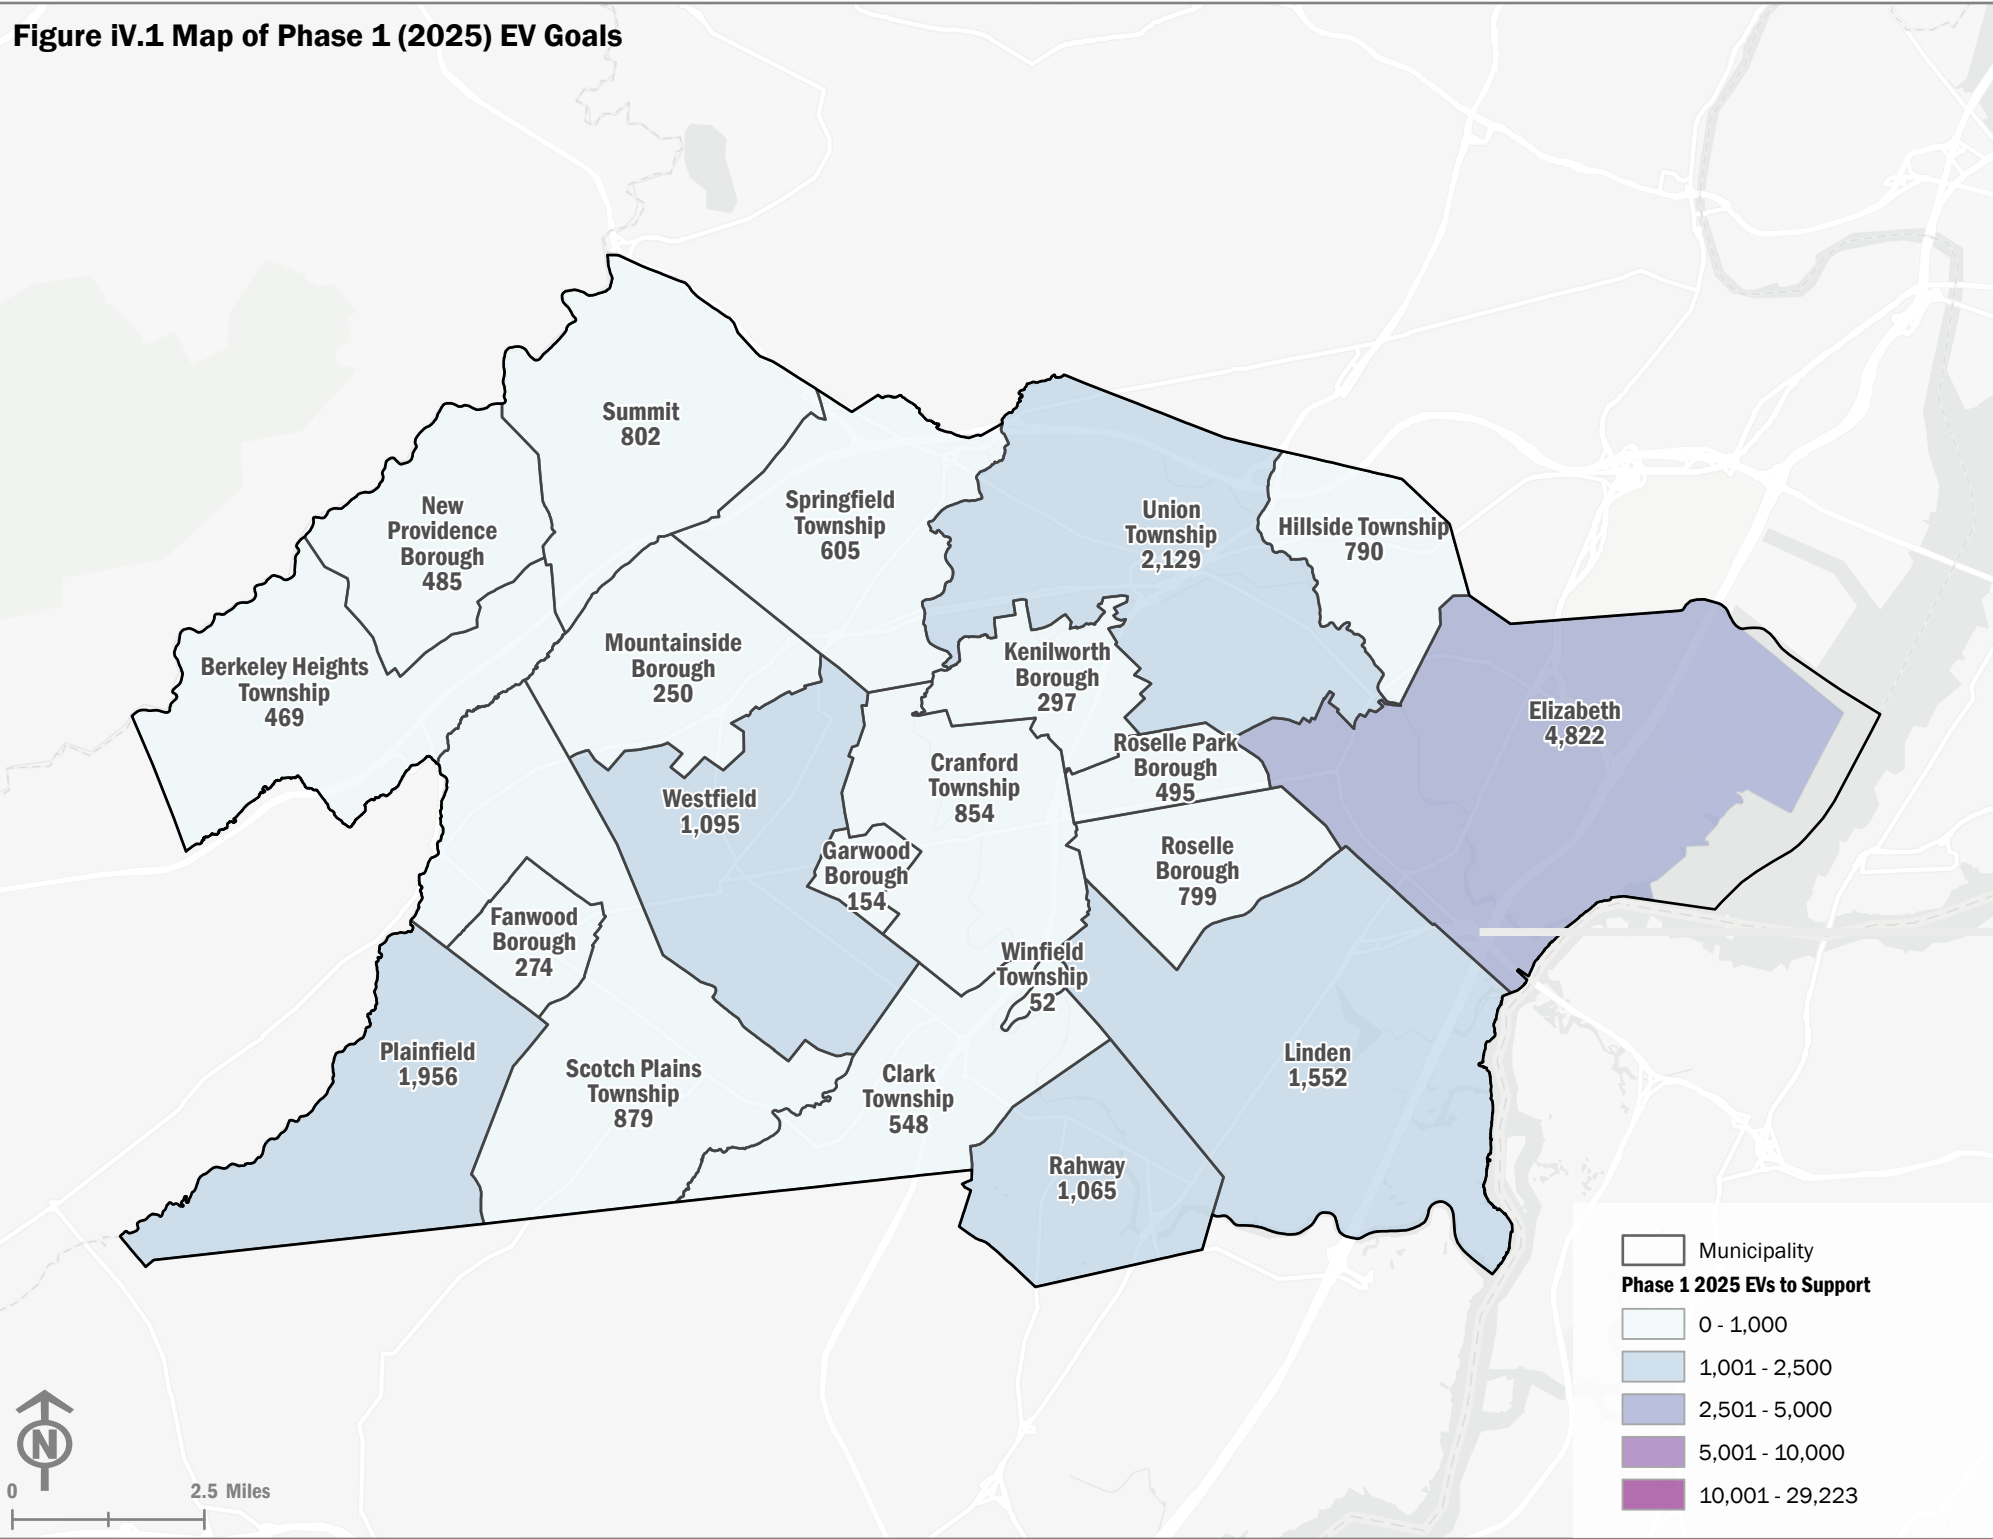 Figure iV.1 Map of Phase 1 (2025) EV Goals
Summit
802
New
Providence
Borough
485
Springfield
Township
605
Union
Township
2,129
Hillside Township
790
Berkeley Heights
Township
469
Mountainside
Borough
250
Kenilworth
Borough
297
Elizabeth
4,822
Roselle Park
Borough
495
Westfield
1,095
Cranford
Township
854
Garwood
Borough
154
Roselle
Borough
799
Fanwood
Borough
274
Winfield
Township
52
Plainfield
1,956
Scotch Plains
Township
879
Clark
Township
548
Linden
1,552
Rahway
1,065
Municipality
Phase 1 2025 EVs to Support
0 - 1,000
1,001 - 2,500
2,501 - 5,000
5,001 - 10,000
10,001 - 29,223
N
0 2.5 Miles